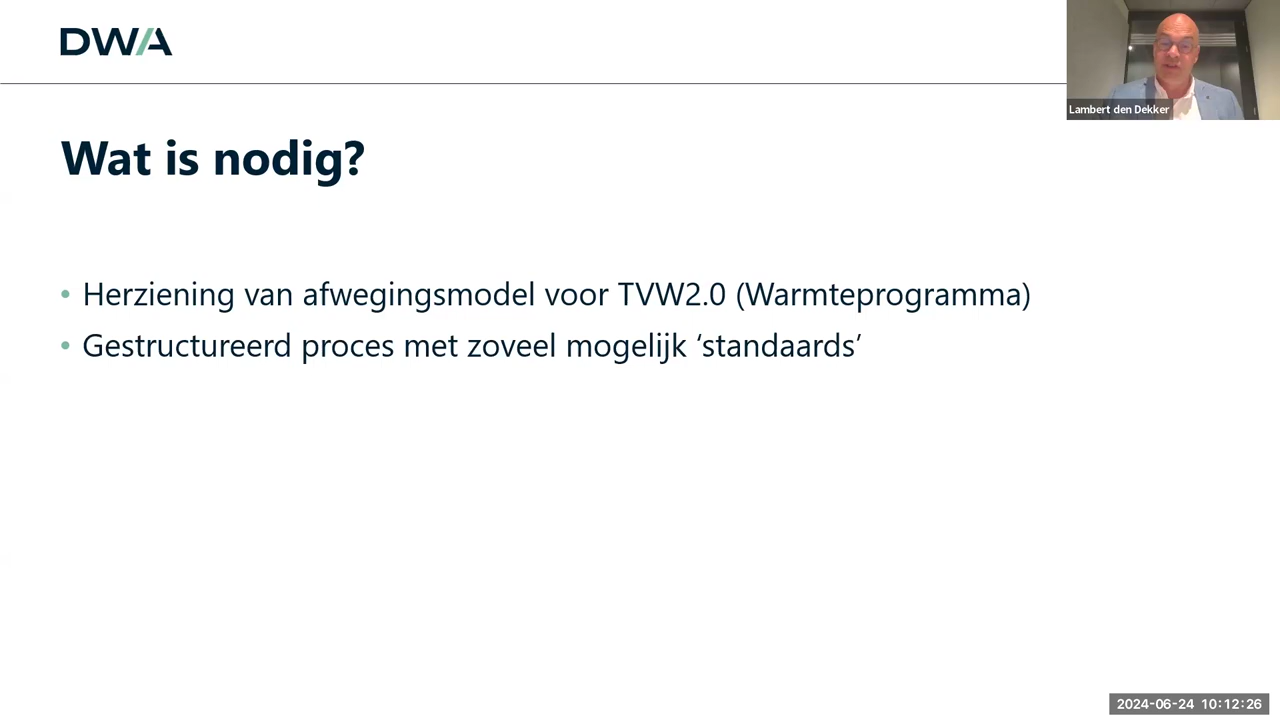 DWA
Lambert den Dekker
Wat is nodig?
• Herziening van afwegingsmodel voor TVW2.0 (Warmteprogramma)
• Gestructureerd proces met zoveel mogelijk ‘standaards’
2024-06-24 10:12:26